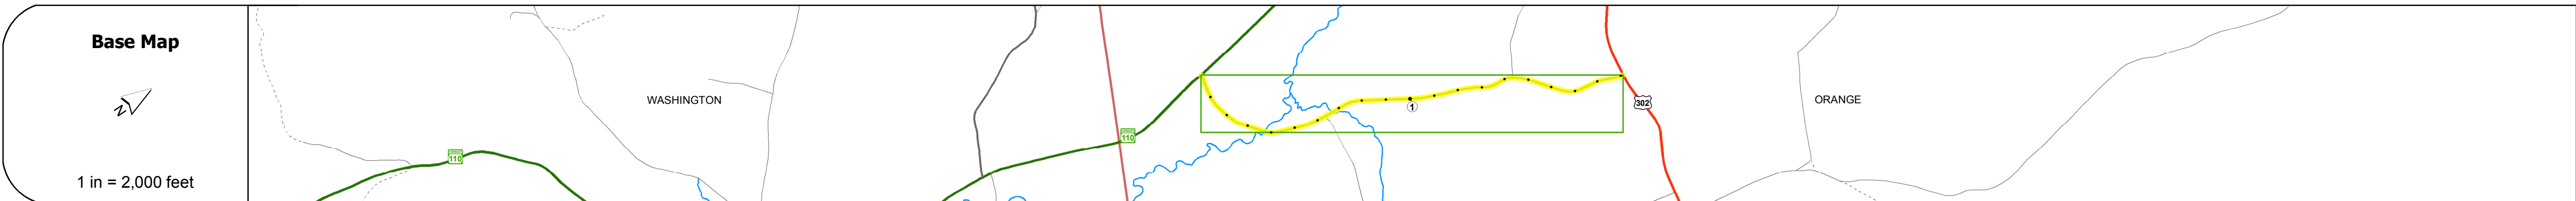 Base Map
N
1 in = 2,000 feet
WASHINGTON
110
110
1
302
ORANGE